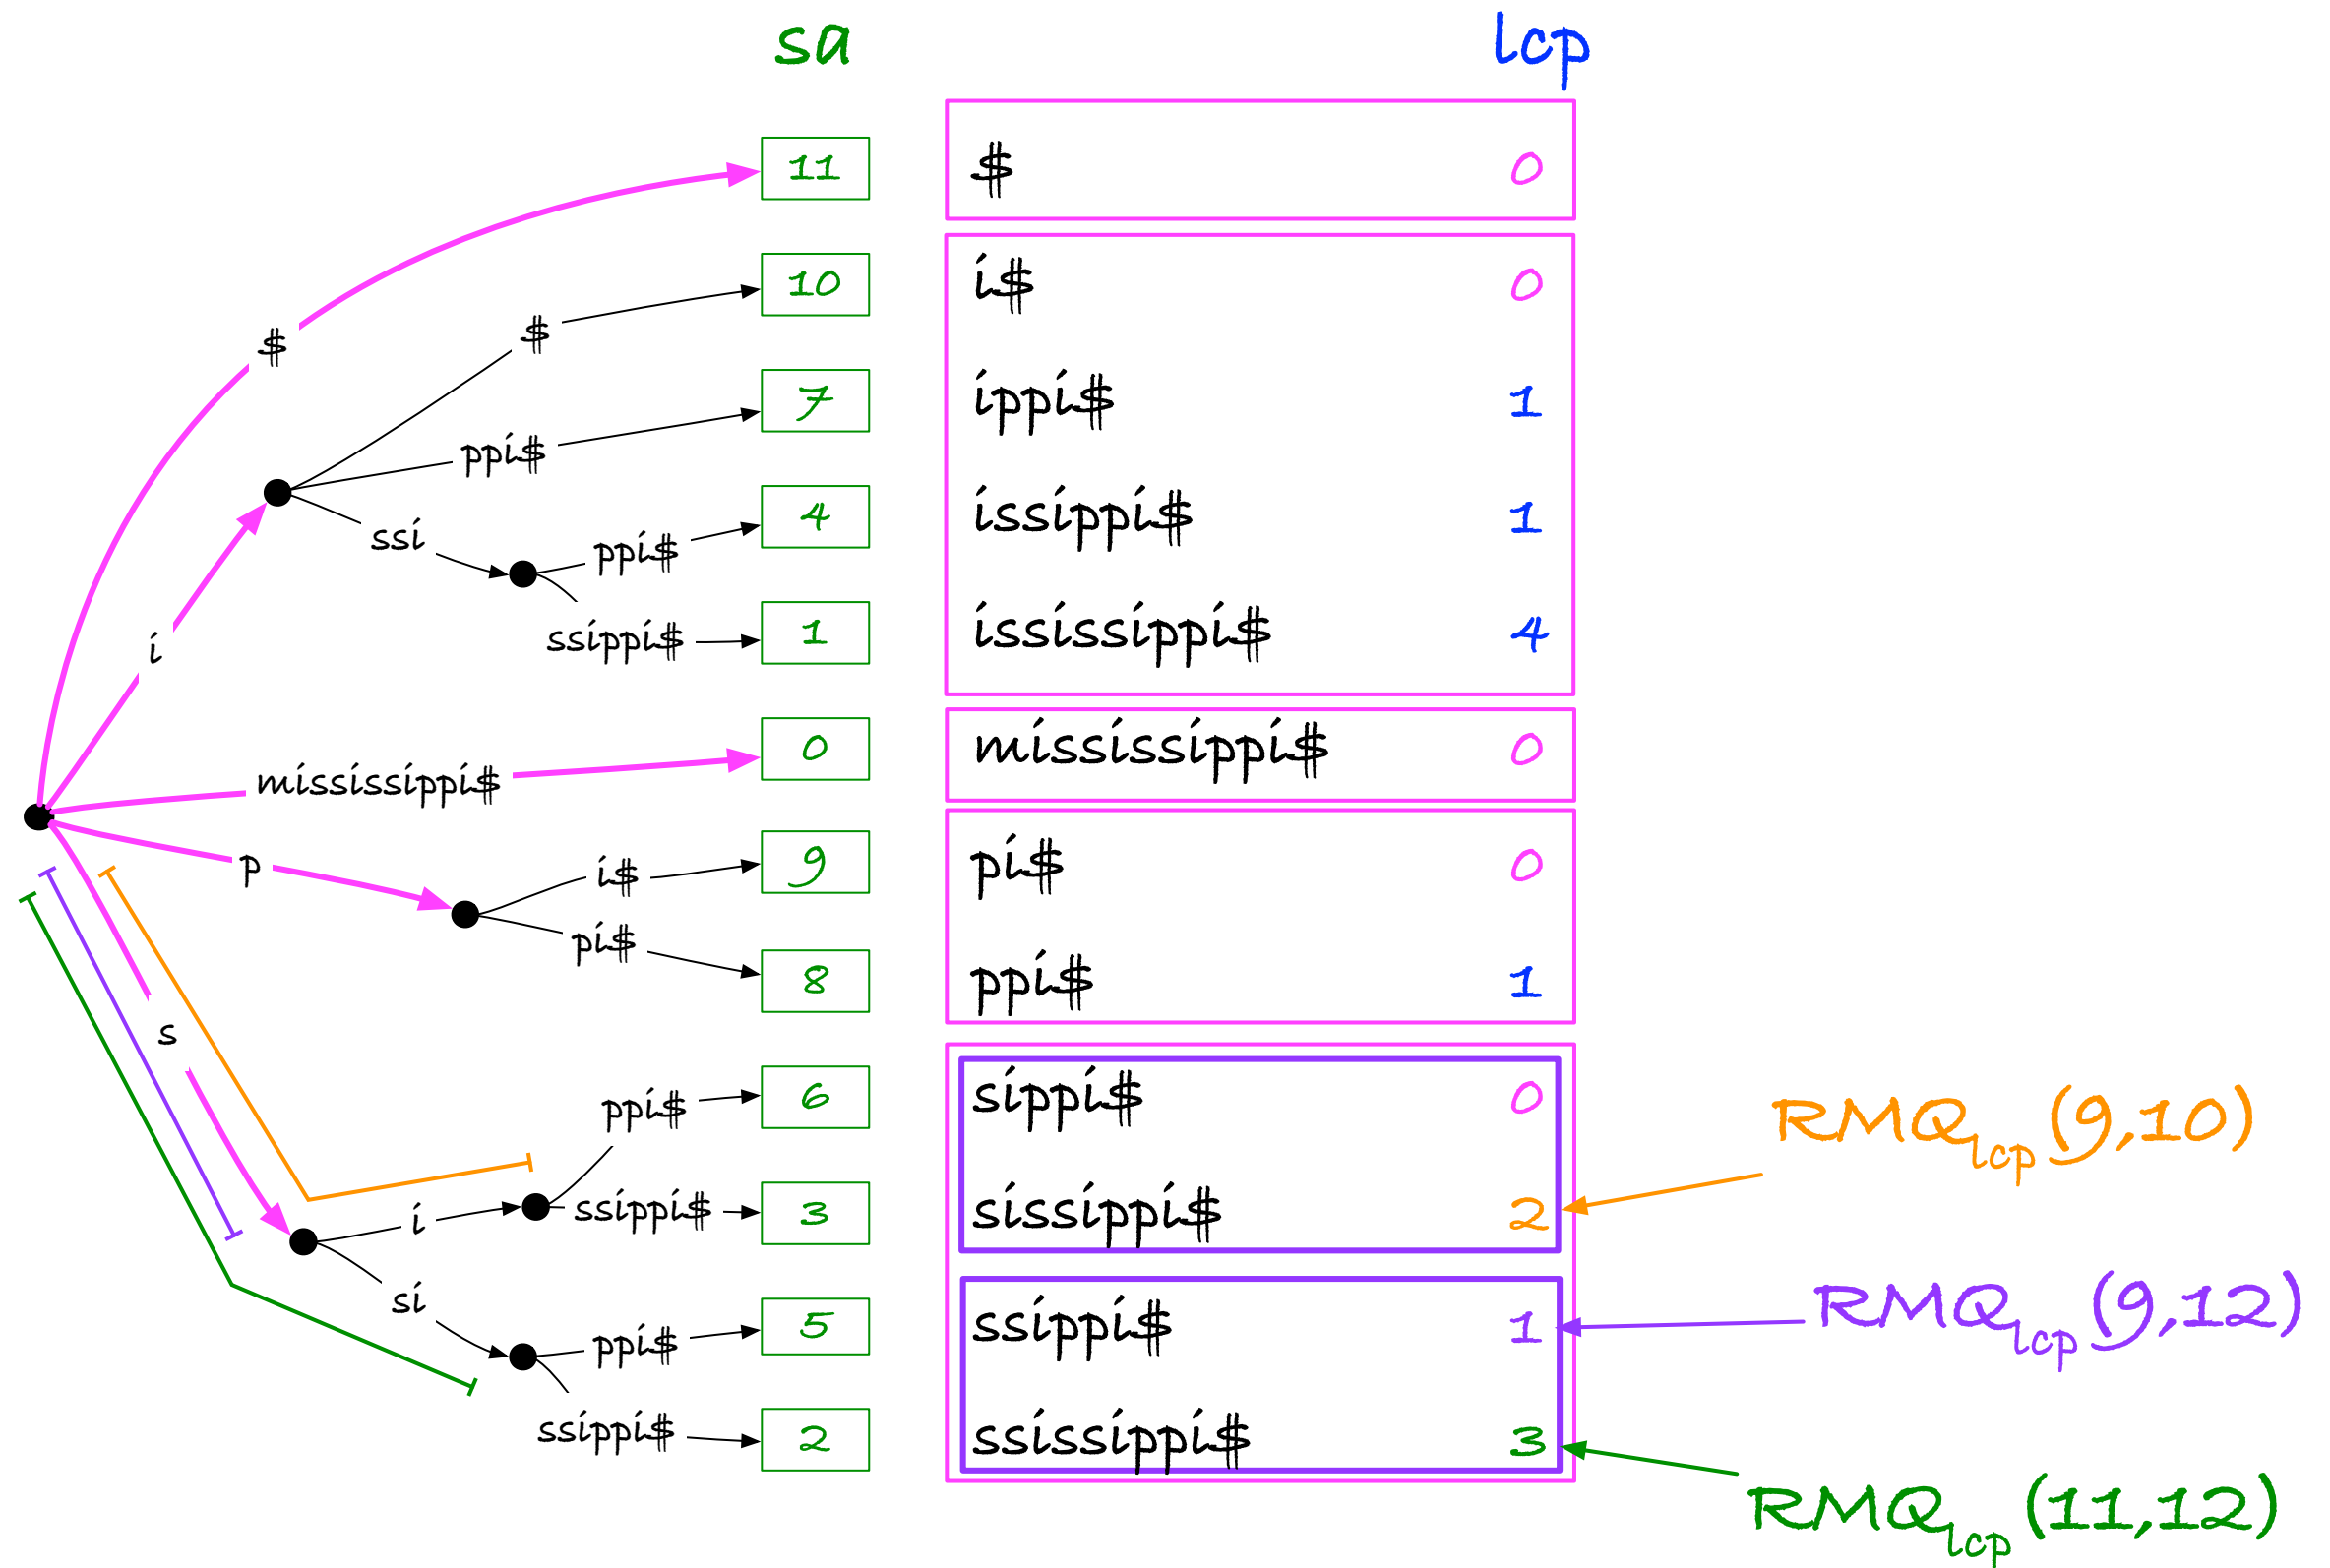 sa lcp
11 $ 0
$
10 i$ 0
$
7 ippi$ 1
ppi$
4 issippi$ 1
ssi
ppi$
1 ississippi$ 4
ssippi$
i
0 mississippi$ 0
mississippi$
9 pi$ 0
p
i$
8 ppi$ 1
pi$
s
6 sippi$ 0
ppi$
RMQlcp(9,10)
3 sissippi$ 2
i
ssippi$
si
5 ssippi$ 1
RMQlcp(9,12)
ppi$
2 ssissippi$ 3
ssippi$
RMQlcp(11,12)